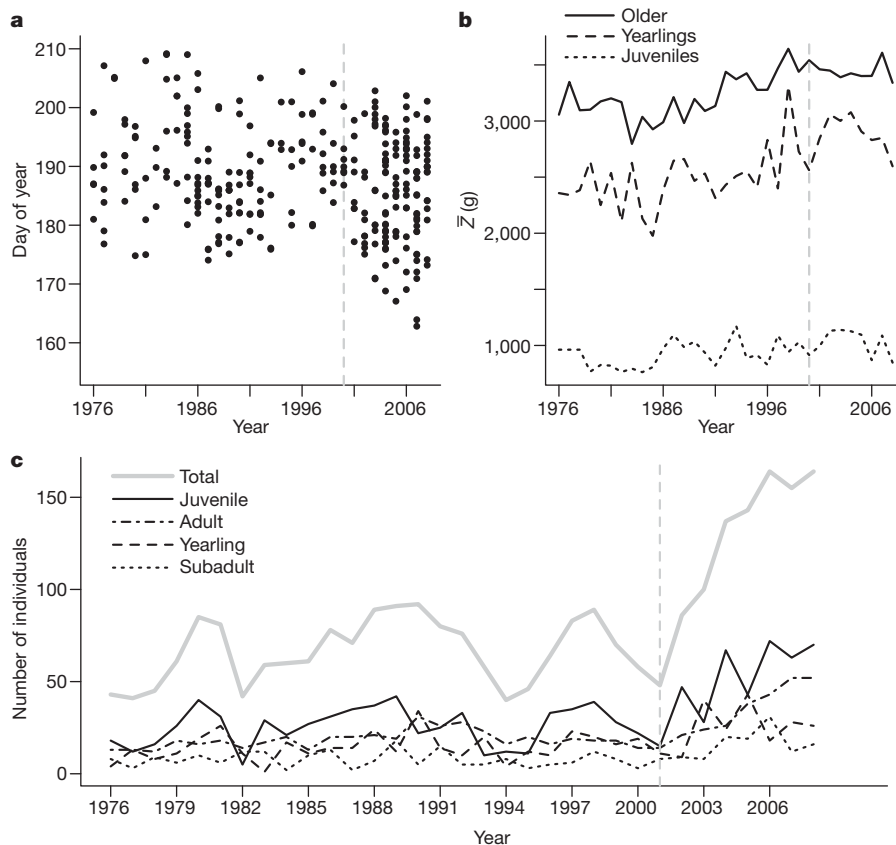 a
210
200
190
180
170
160
Day of year
1976 1986 1996 2006
Year
b
Older
Yearlings
Juveniles
3,000
2,000
1,000
Z̅ (g)
1976 1986 1996 2006
Year
c
Total
Juvenile
Adult
Yearling
Subadult
150
100
50
0
Number of individuals
1976 1979 1982 1985 1988 1991 1994 1997 2000 2003 2006
Year